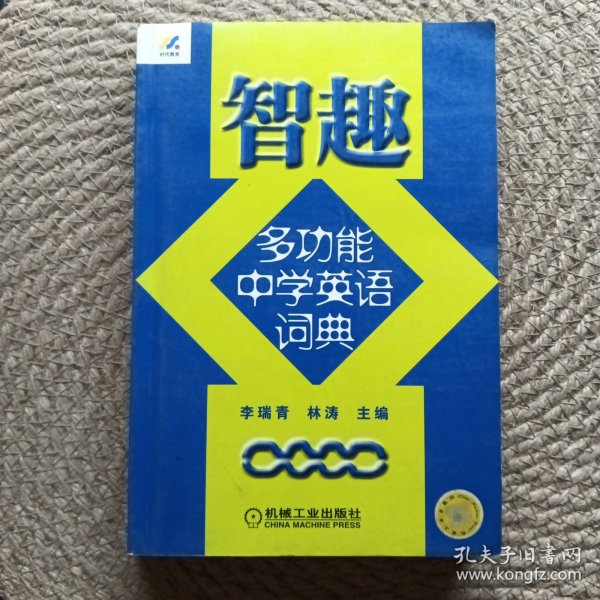 时代教育
智趣
多功能
中学英语
词典
李瑞青 林涛 主编
机械工业出版社
CHINA MACHINE PRESS
孔夫子旧书网
www.kongfz.com